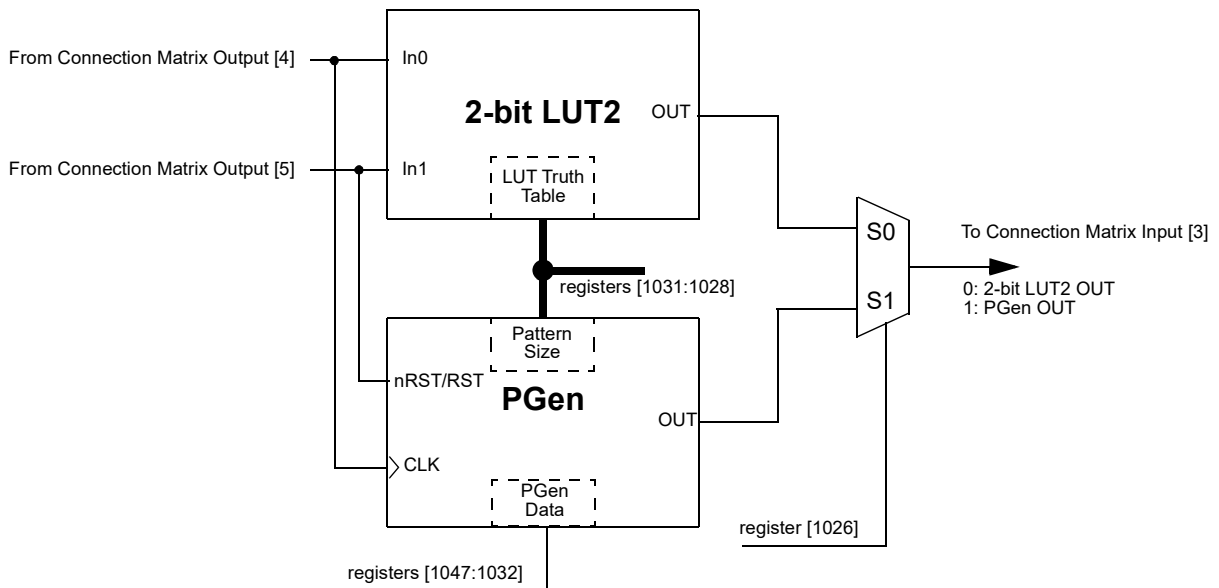 From Connection Matrix Output [4]
In0
2-bit LUT2
OUT
From Connection Matrix Output [5]
In1
LUT Truth
Table
S0
To Connection Matrix Input [3]
registers [1031:1028]
0: 2-bit LUT2 OUT
1: PGen OUT
S1
Pattern
Size
nRST/RST
PGen
OUT
CLK
PGen
Data
register [1026]
registers [1047:1032]